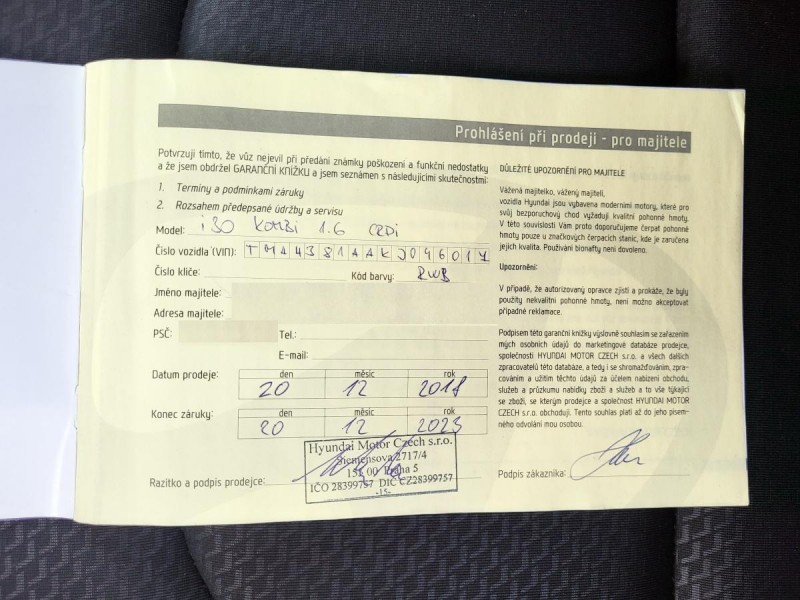 Prohlášení při prodeji - pro majitele
Potvrzuji tímto, že vůz nejevil při předání známky poškození a funkční nedostatky
a že jsem obdržel GARANČNÍ KNÍŽKU a jsem seznámen s následujícími skutečnostmi:
1. Termíny a podmínkami záruky
2. Rozsahem předepsané údržby a servisu
Model: i30 KOMBI 1.6 CRDi
Číslo vozidla (VIN): TMA4381AAKJ046017
Číslo klíče:
Kód barvy: RWB
Jméno majitele:
Adresa majitele:
PSČ:
Tel.:
E-mail:
Datum prodeje:
den měsíc rok
20 12 2018
Konec záruky:
den měsíc rok
20 12 2023
Hyundai Motor Czech s.r.o.
Siemensova 2717/4
155 00 Praha 5
IČO 28399757 DIČ CZ28399757
-15-
Razítko a podpis prodejce:
DŮLEŽITÉ UPOZORNĚNÍ PRO MAJITELE
Vážená majitelko, vážený majiteli,
vozidla Hyundai jsou vybavena moderními motory, které pro
svůj bezporuchový chod vyžadují kvalitní pohonné hmoty.
V této souvislosti Vám proto doporučujeme čerpat pohonné
hmoty pouze u značkových čerpacích stanic, kde je zaručena
jejich kvalita. Používání bionafty není dovoleno.
Upozornění:
V případě, že autorizovaný opravce zjistí a prokáže, že byly
použity nekvalitní pohonné hmoty, není možno akceptovat
případné reklamace.
Podpisem této garanční knížky výslovně souhlasím se zařazením
mých osobních údajů do marketingové databáze prodejce,
společnosti HYUNDAI MOTOR CZECH s.r.o. a všech dalších
zpracovatelů této databáze, a tedy i se shromažďováním, zpra-
cováním a užitím těchto údajů za účelem nabízení obchodu,
služeb a průzkumu nabídky zboží a služeb a to vše týkající
se zboží, se kterým prodejce a společnost HYUNDAI MOTOR
CZECH s.r.o. obchodují. Tento souhlas platí až do jeho písem-
ného odvolání mou osobou.
Podpis zákazníka: